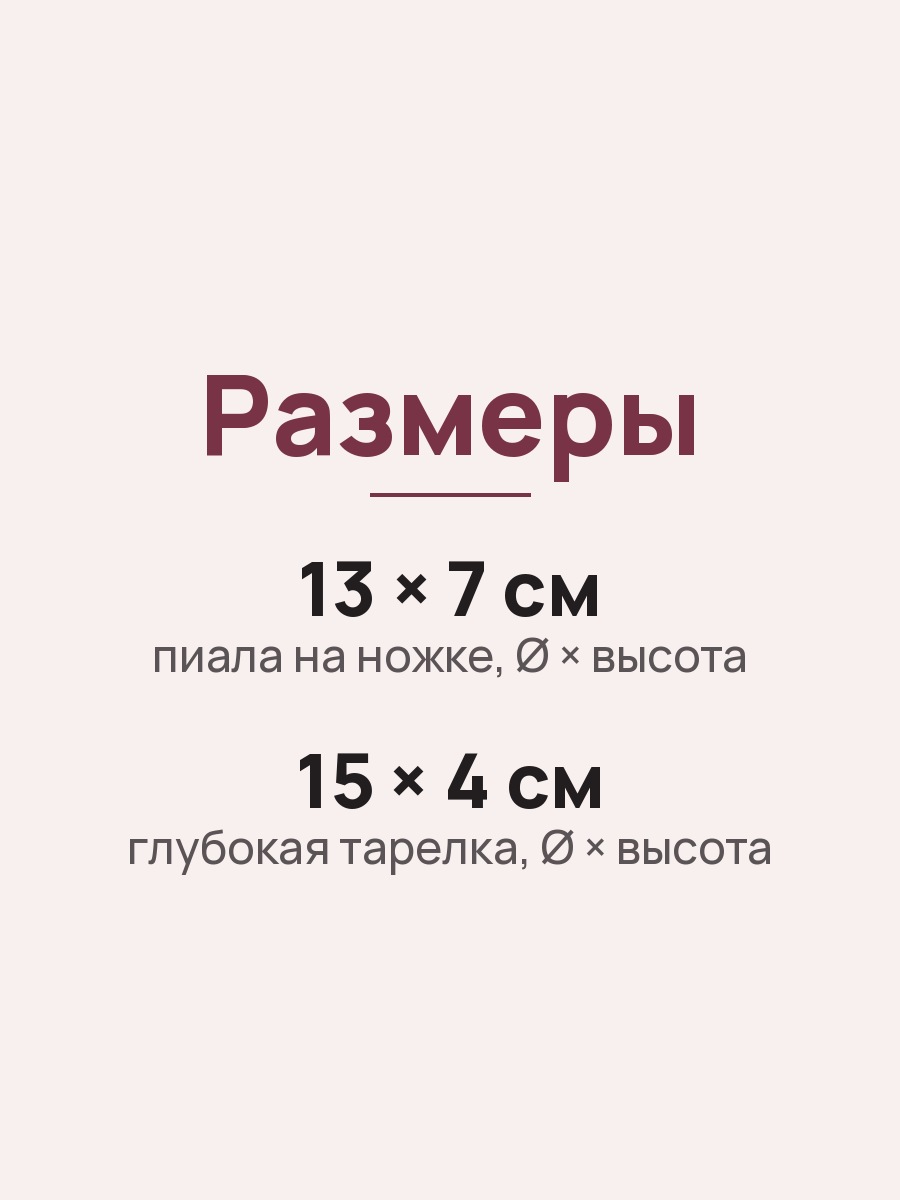 Размеры
13 × 7 см
пиала на ножке, Ø × высота
15 × 4 см
глубокая тарелка, Ø × высота